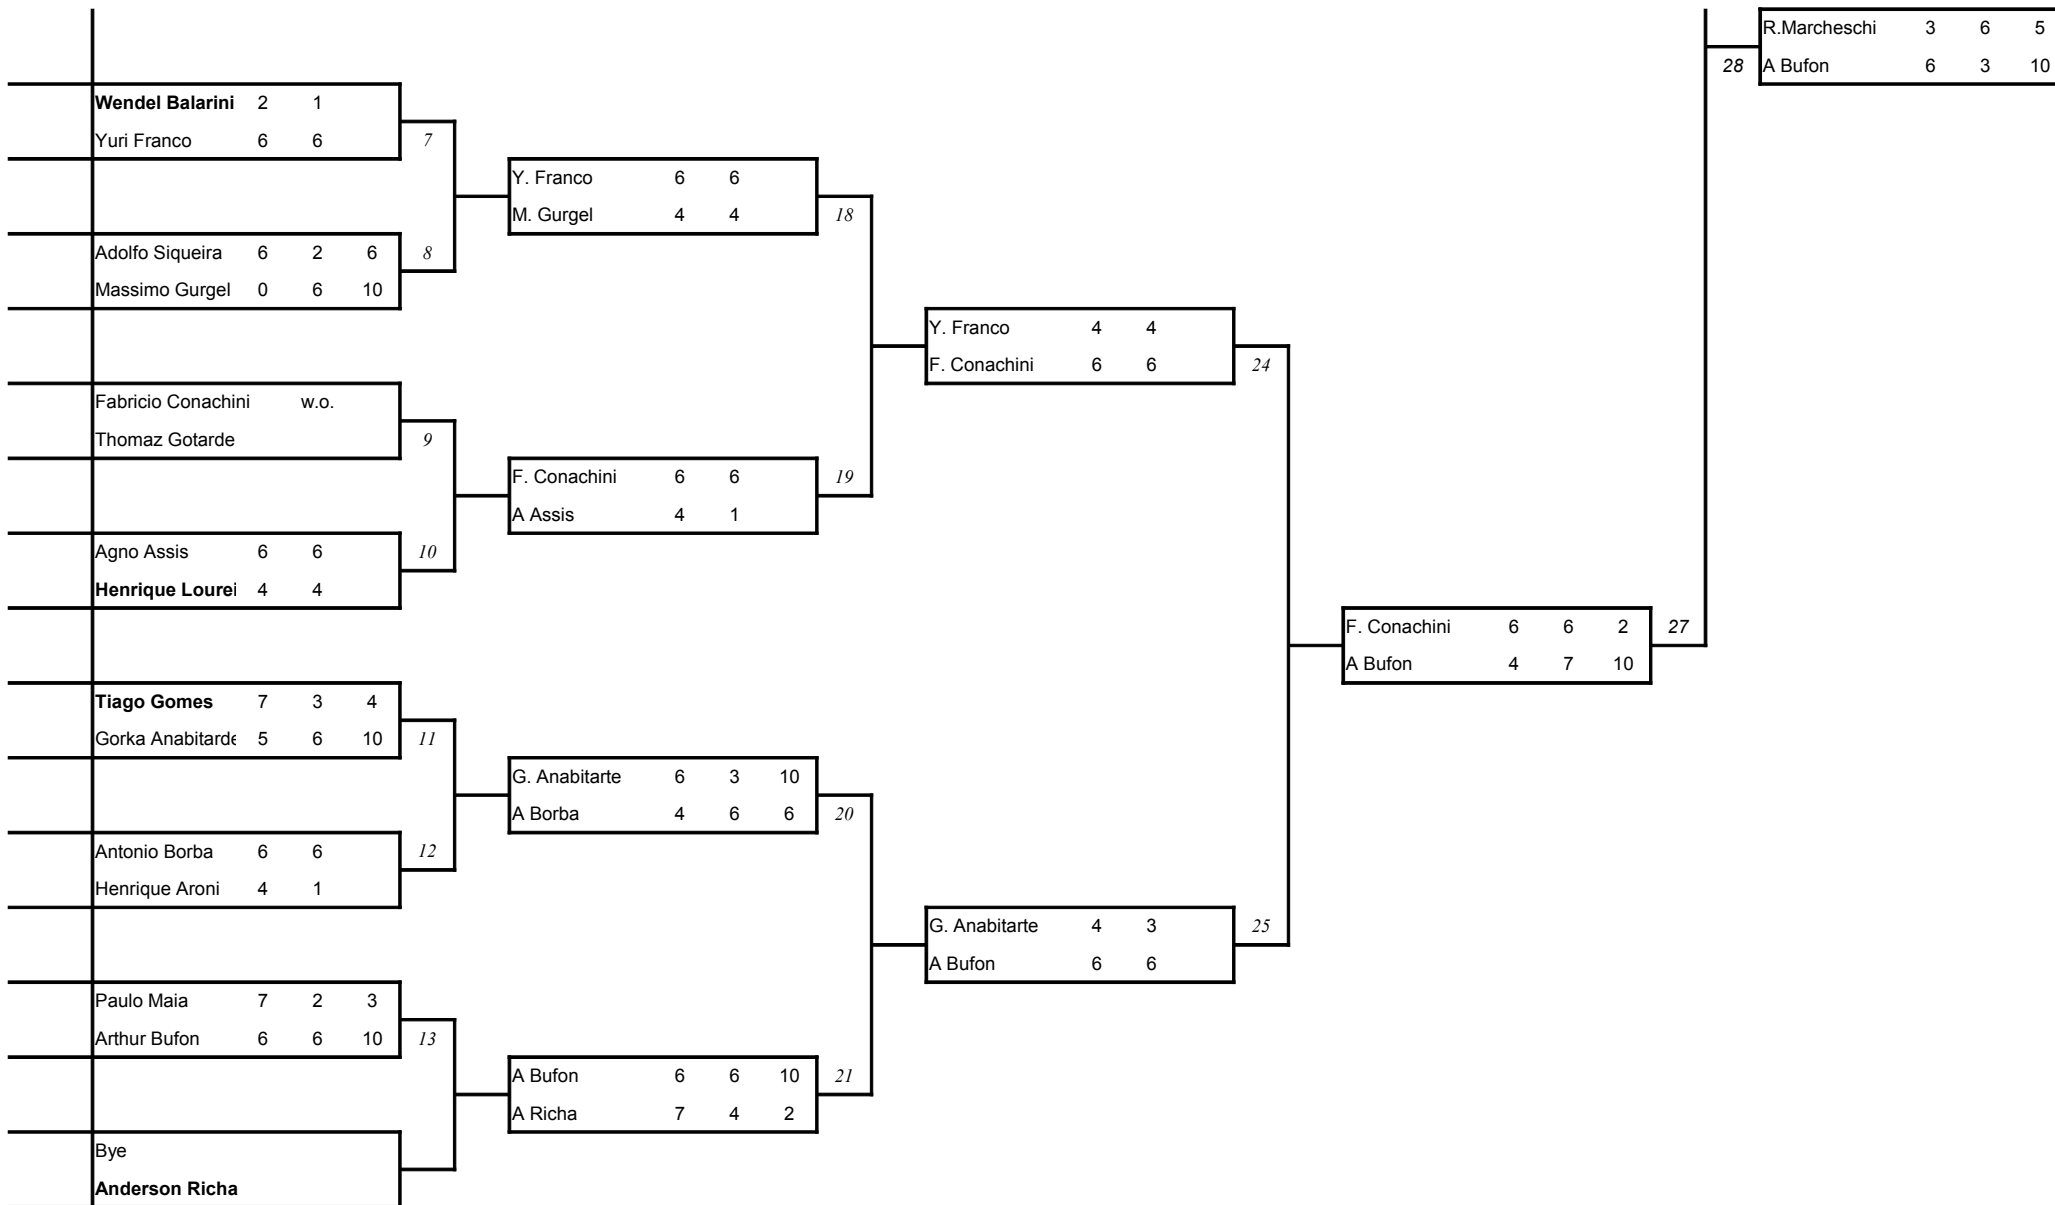 R.Marcheschi 3 6 5
28 A Bufon 6 3 10
Wendel Balarini 2 1
Yuri Franco 6 6 7
Y. Franco 6 6
M. Gurgel 4 4 18
Adolfo Siqueira 6 2 6 8
Massimo Gurgel 0 6 10
Y. Franco 4 4
F. Conachini 6 6 24
Fabricio Conachini w.o.
Thomaz Gotarde 9
F. Conachini 6 6 19
A Assis 4 1
Agno Assis 6 6 10
Henrique Lourei 4 4
F. Conachini 6 6 2 27
A Bufon 4 7 10
Tiago Gomes 7 3 4
Gorka Anabitarde 5 6 10 11
G. Anabitarte 6 3 10
A Borba 4 6 6 20
Antonio Borba 6 6 12
Henrique Aroni 4 1
G. Anabitarte 4 3 25
A Bufon 6 6
Paulo Maia 7 2 3
Arthur Bufon 6 6 10 13
A Bufon 6 6 10 21
A Richa 7 4 2
Bye
Anderson Richa